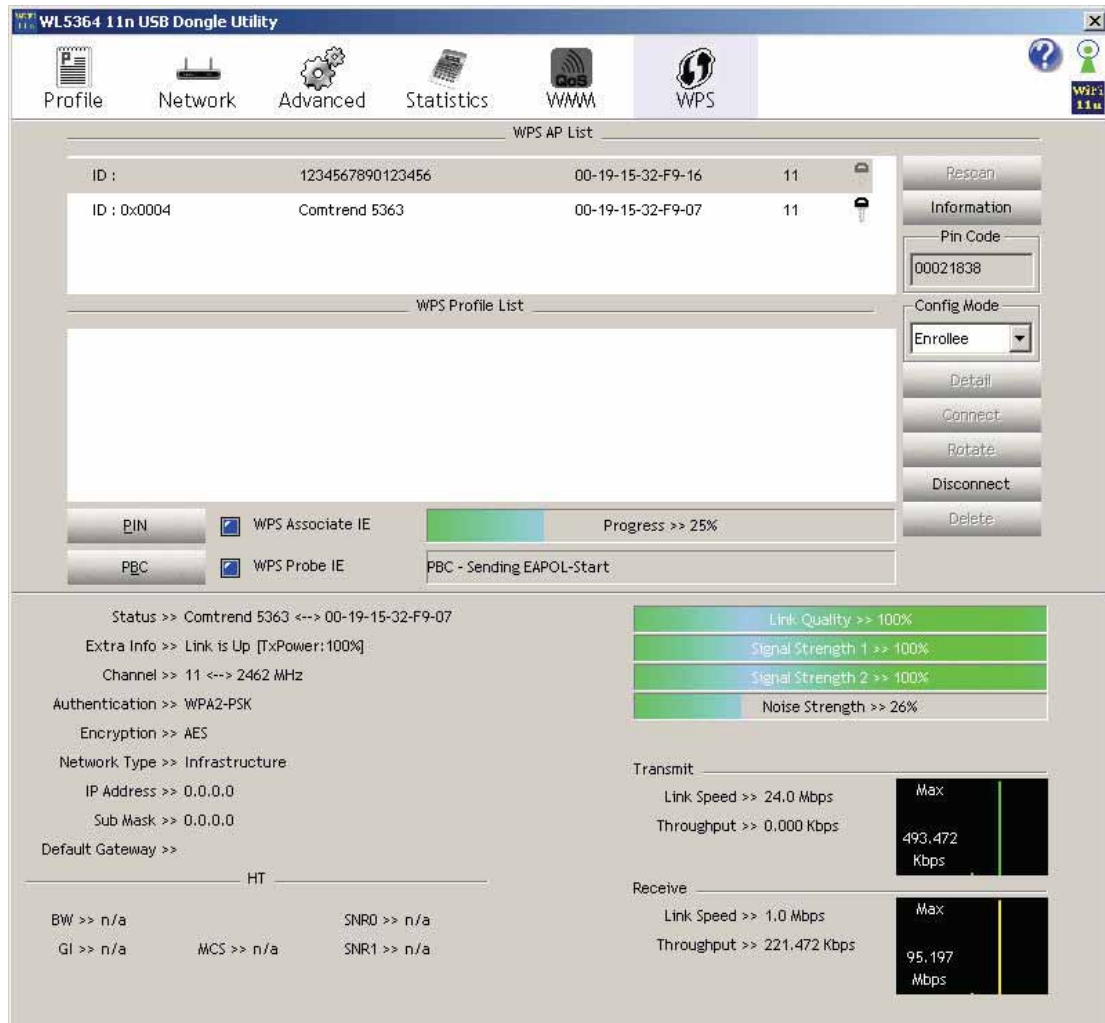 WL5364 11n USB Dongle Utility
Profile Network Advanced Statistics QoS WMM WPS
WiFi 11n
WPS AP List
ID : 1234567890123456 00-19-15-32-F9-16 11
ID : 0x0004 Comtrend 5363 00-19-15-32-F9-07 11
Rescan
Information
Pin Code
00021838
WPS Profile List
Config Mode
Enrollee
Detail
Connect
Rotate
Disconnect
Delete
PIN WPS Associate IE Progress >> 25%
PBC WPS Probe IE PBC - Sending EAPOL-Start
Status >> Comtrend 5363 <--> 00-19-15-32-F9-07
Extra Info >> Link is Up [TxPower:100%]
Channel >> 11 <--> 2462 MHz
Authentication >> WPA2-PSK
Encryption >> AES
Network Type >> Infrastructure
IP Address >> 0.0.0.0
Sub Mask >> 0.0.0.0
Default Gateway >>
HT
BW >> n/a SNR0 >> n/a
GI >> n/a MCS >> n/a SNR1 >> n/a
Link Quality >> 100%
Signal Strength 1 >> 100%
Signal Strength 2 >> 100%
Noise Strength >> 26%
Transmit
Link Speed >> 24.0 Mbps
Throughput >> 0.000 Kbps
Max
493.472
Kbps
Receive
Link Speed >> 1.0 Mbps
Throughput >> 221.472 Kbps
Max
95.197
Mbps